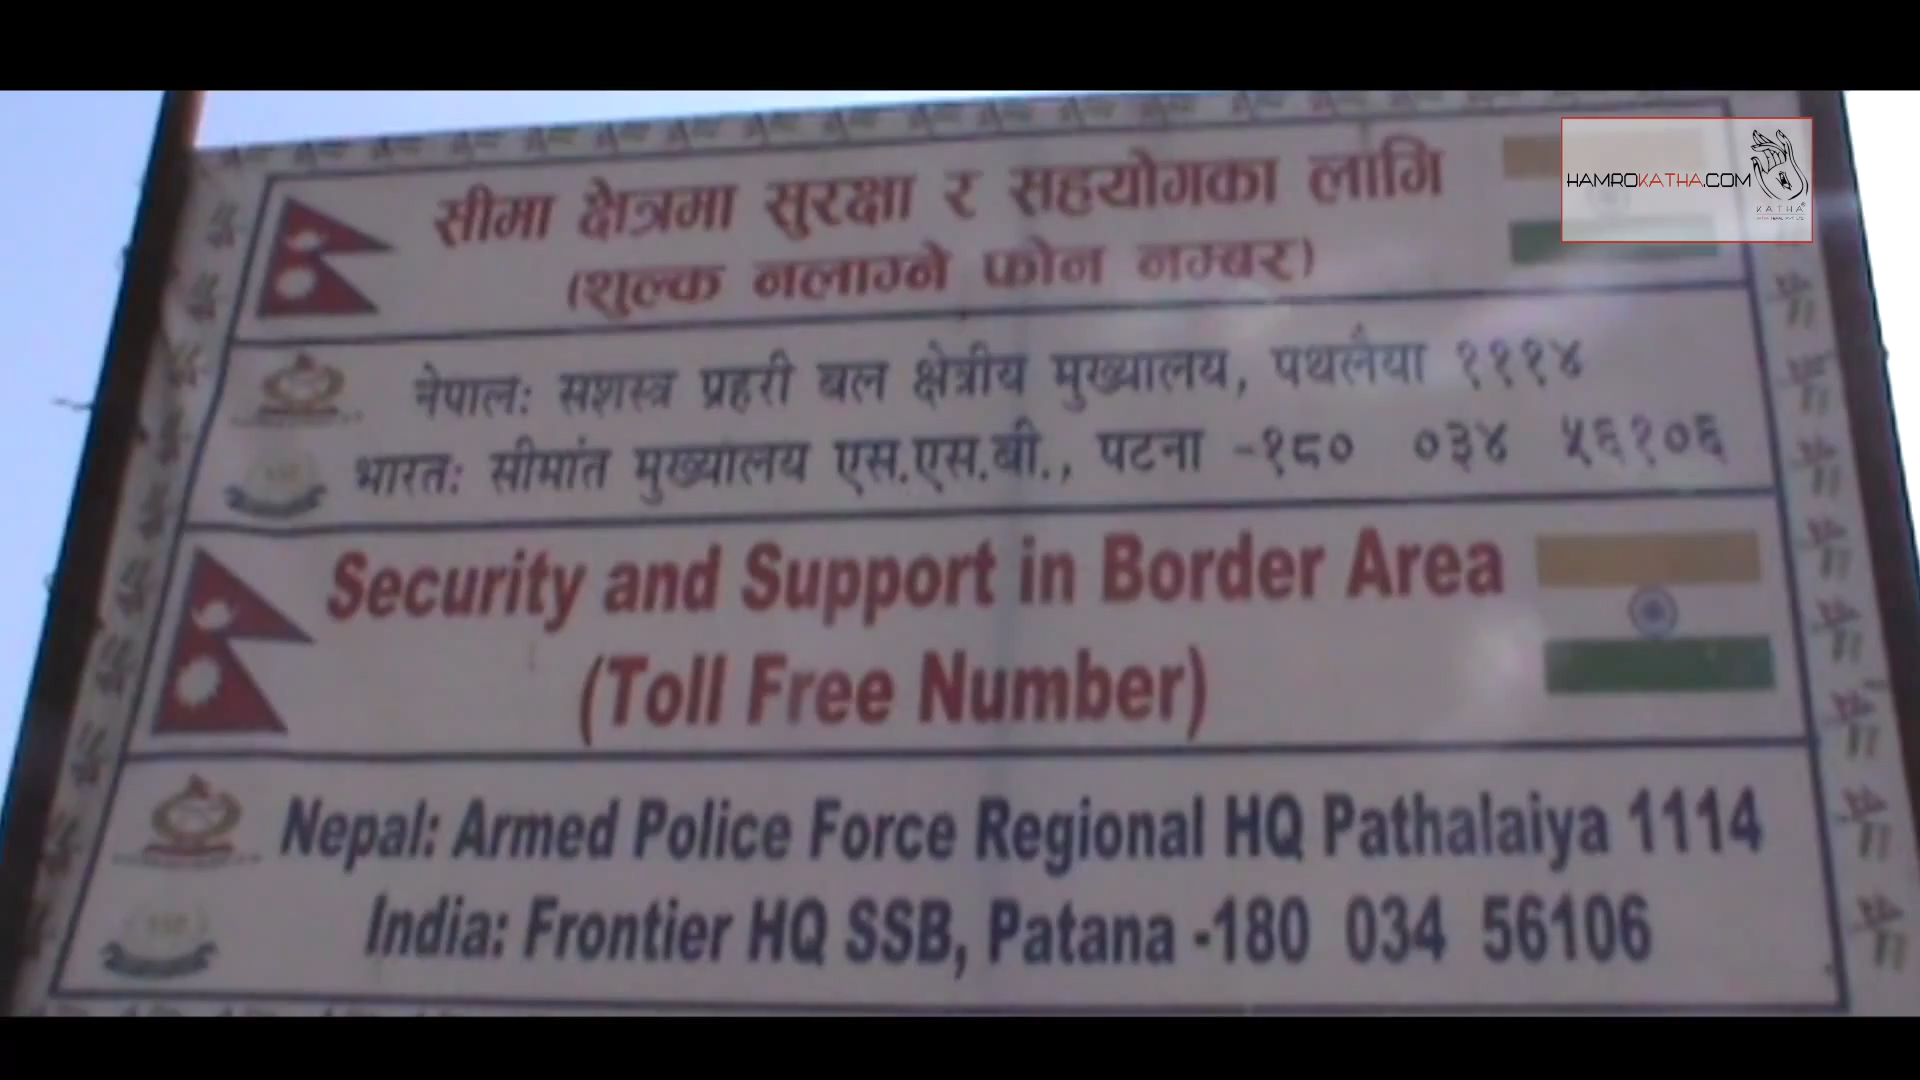 सीमा क्षेत्रमा सुरक्षा र सहयोगका लागि
(शुल्क नलाग्ने फोन नम्बर)
HAMROKATHA.COM
KATHA
नेपालः सशस्त्र प्रहरी बल क्षेत्रीय मुख्यालय, पथलैया १११४
भारतः सीमांत मुख्यालय एस.एस.बी., पटना -१८० ०३४ ५६१०६
Security and Support in Border Area
(Toll Free Number)
Nepal: Armed Police Force Regional HQ Pathalaiya 1114
India: Frontier HQ SSB, Patana -180 034 56106